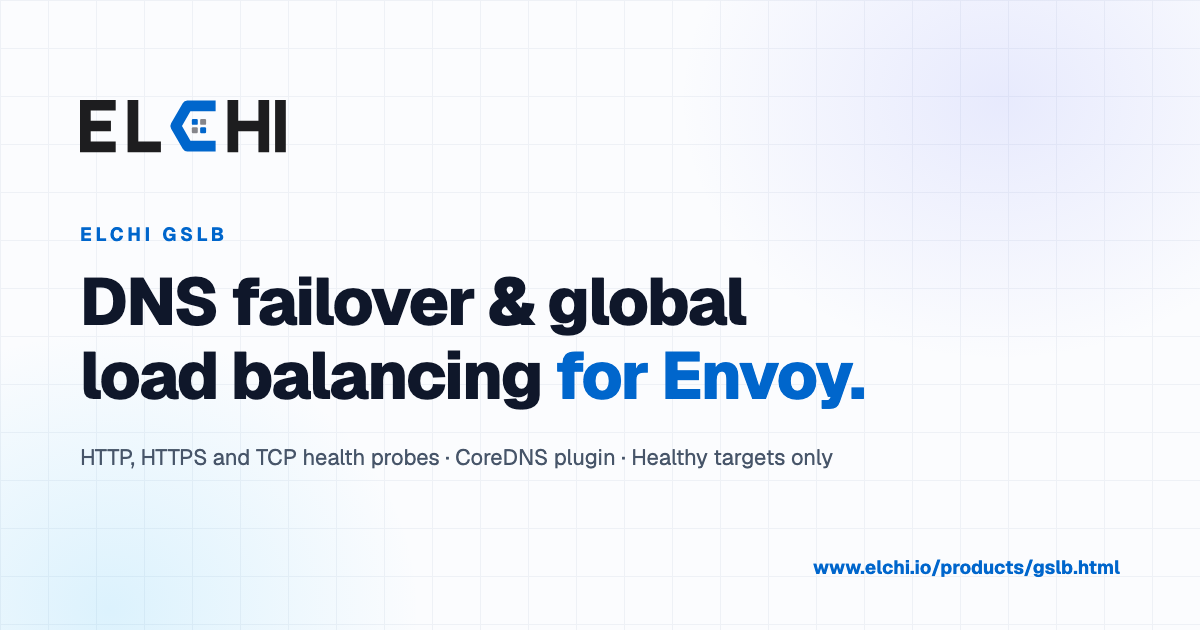 ELCHI
ELCHI GSLB
DNS failover & global
load balancing for Envoy.
HTTP, HTTPS and TCP health probes · CoreDNS plugin · Healthy targets only
www.elchi.io/products/gslb.html